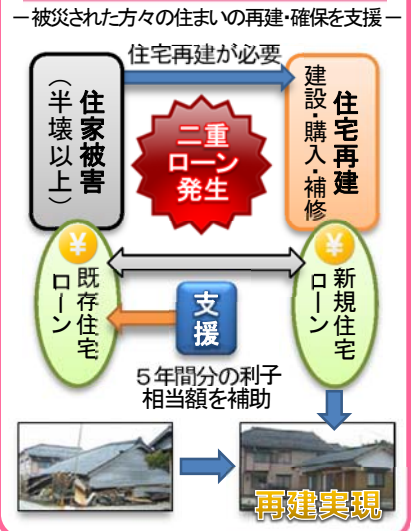 －被災された方々の住まいの再建・確保を支援－
住宅再建が必要
住家被害
（半壊以上）
二重
ローン
発生
住宅再建
建設・購入・補修
¥
既存住宅
ローン
¥
新規住宅
ローン
支援
５年間分の利子
相当額を補助
再建実現